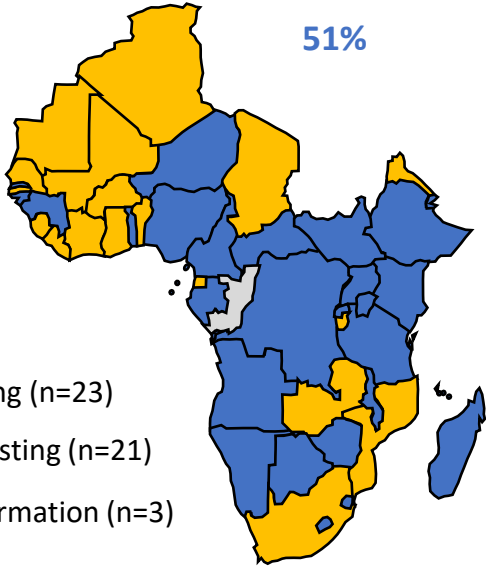 51%
ng (n=23)
sting (n=21)
rmation (n=3)